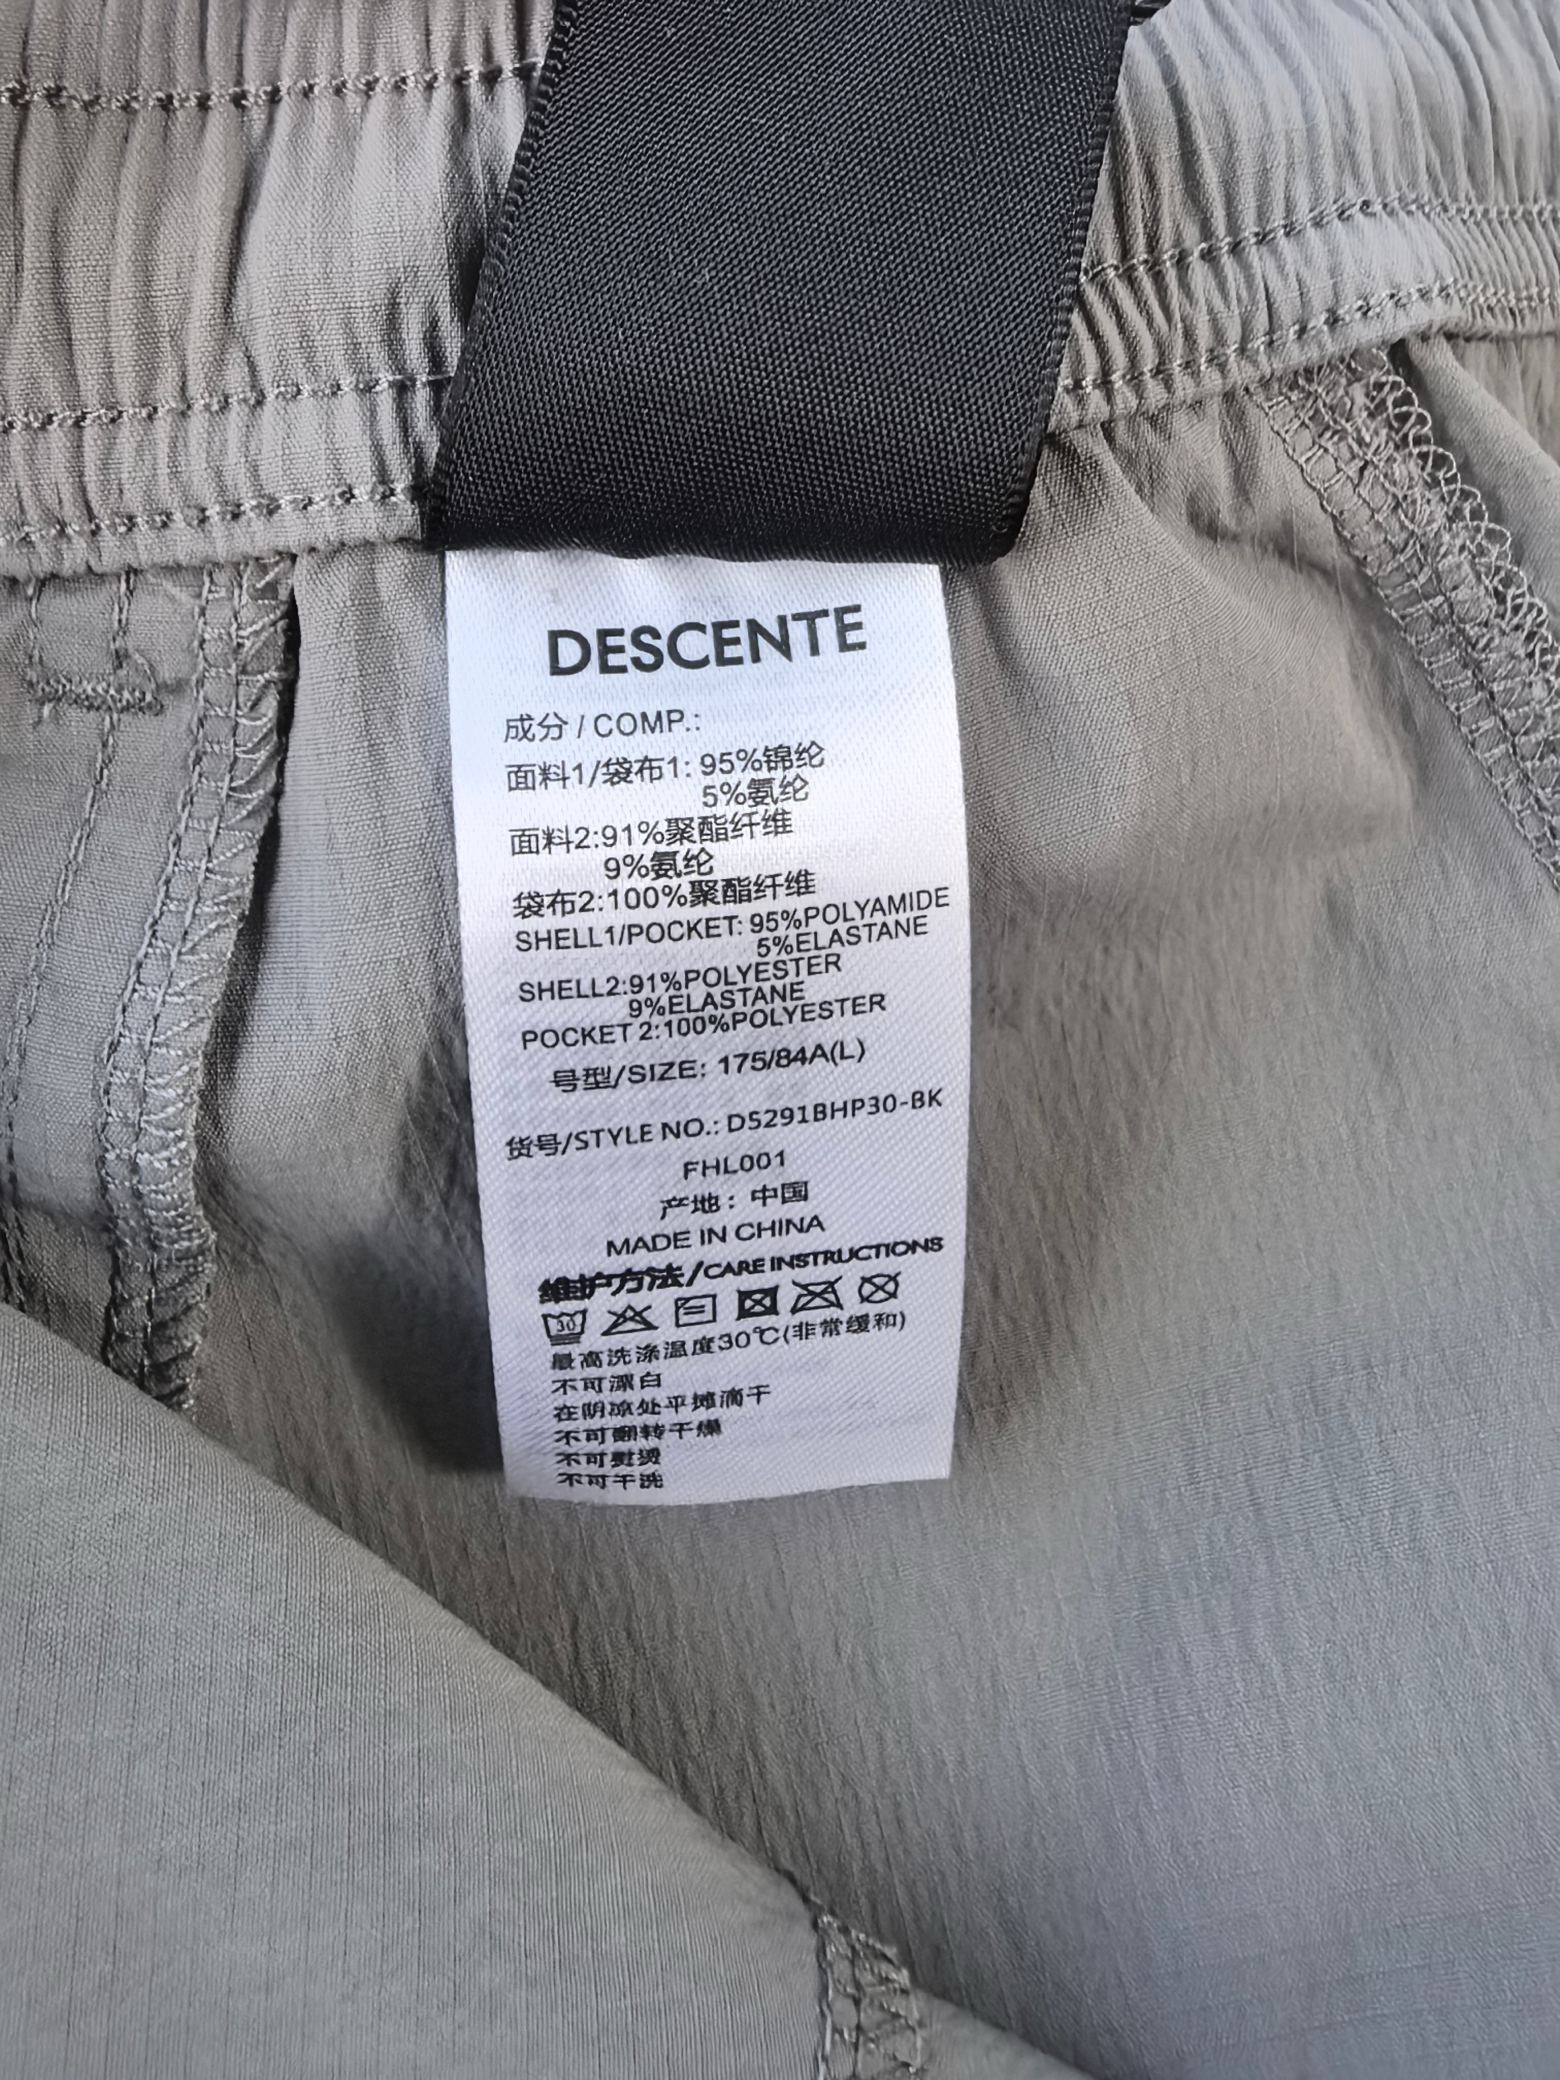 DESCENTE
成分 / COMP.:
面料1/袋布1: 95%锦纶
5%氨纶
面料2:91%聚酯纤维
9%氨纶
袋布2:100%聚酯纤维
SHELL1/POCKET: 95%POLYAMIDE
5%ELASTANE
SHELL2:91%POLYESTER
9%ELASTANE
POCKET 2:100%POLYESTER
号型/SIZE: 175/84A(L)
货号/STYLE NO.: D5291BHP30-BK
FHL001
产地: 中国
MADE IN CHINA
维护方法/CARE INSTRUCTIONS
30
最高洗涤温度30℃(非常缓和)
不可漂白
在阴凉处平摊滴干
不可翻转干燥
不可熨烫
不可干洗